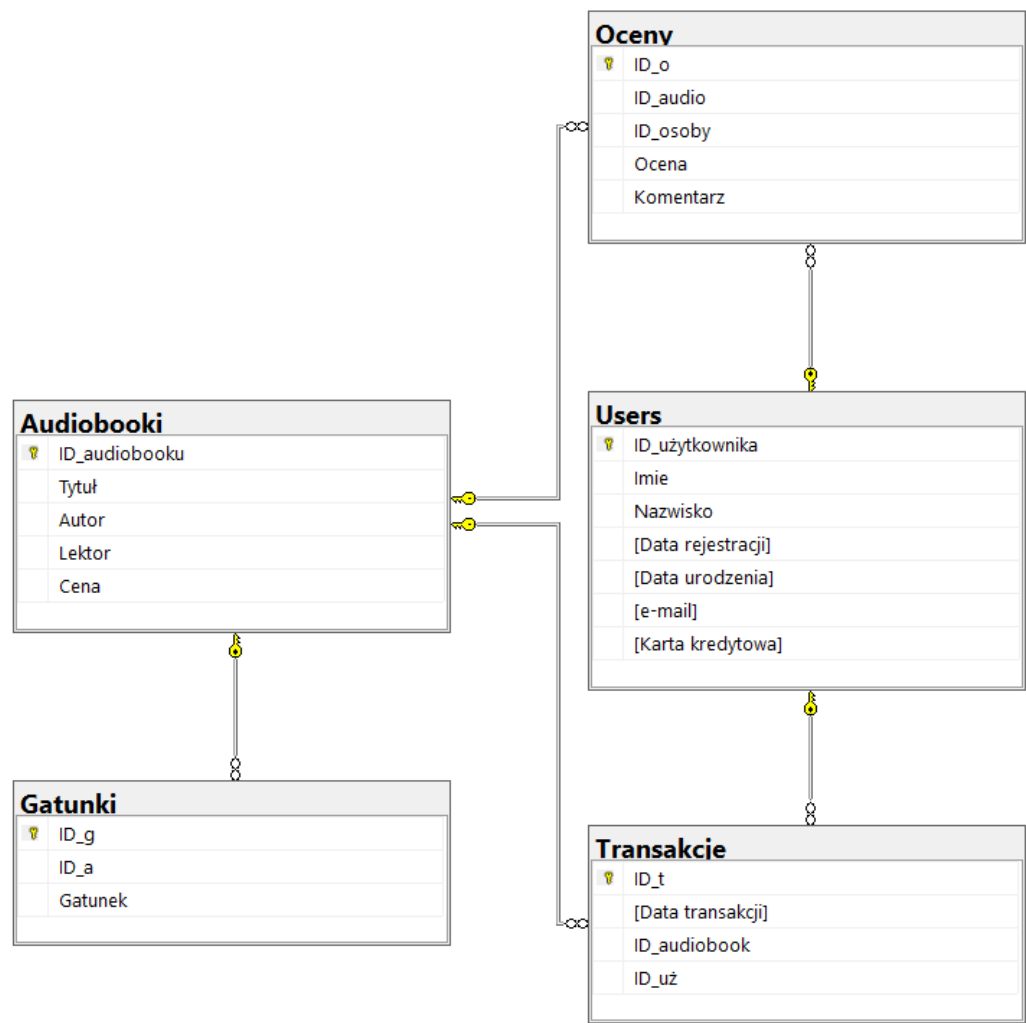 Oceny
ID_o
ID_audio
ID_osoby
Ocena
Komentarz
Audiobooki
ID_audiobooku
Tytuł
Autor
Lektor
Cena
Users
ID_użytkownika
Imie
Nazwisko
[Data rejestracji]
[Data urodzenia]
[e-mail]
[Karta kredytowa]
Gatunki
ID_g
ID_a
Gatunek
Transakcje
ID_t
[Data transakcji]
ID_audiobook
ID_uż